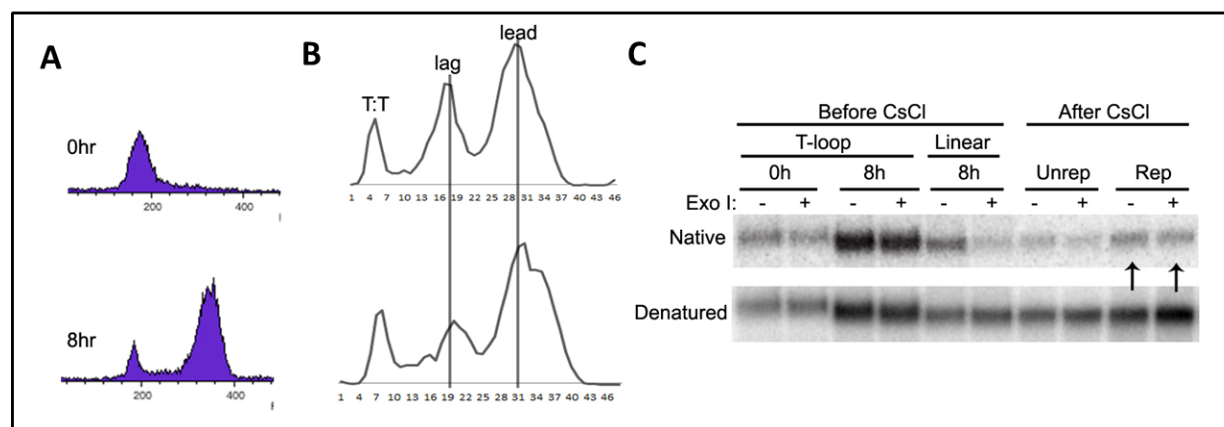 A
B
C
0hr
200
400
8hr
200
400
T:T
lag
lead
1 4 7 10 13 16 19 22 25 28 31 34 37 40 43 46
1 4 7 10 13 16 19 22 25 28 31 34 37 40 43 46
Before CsCl
After CsCl
T-loop
Linear
0h
8h
8h
Unrep
Rep
Exo I: - + - + - + - + - +
Native
Denatured